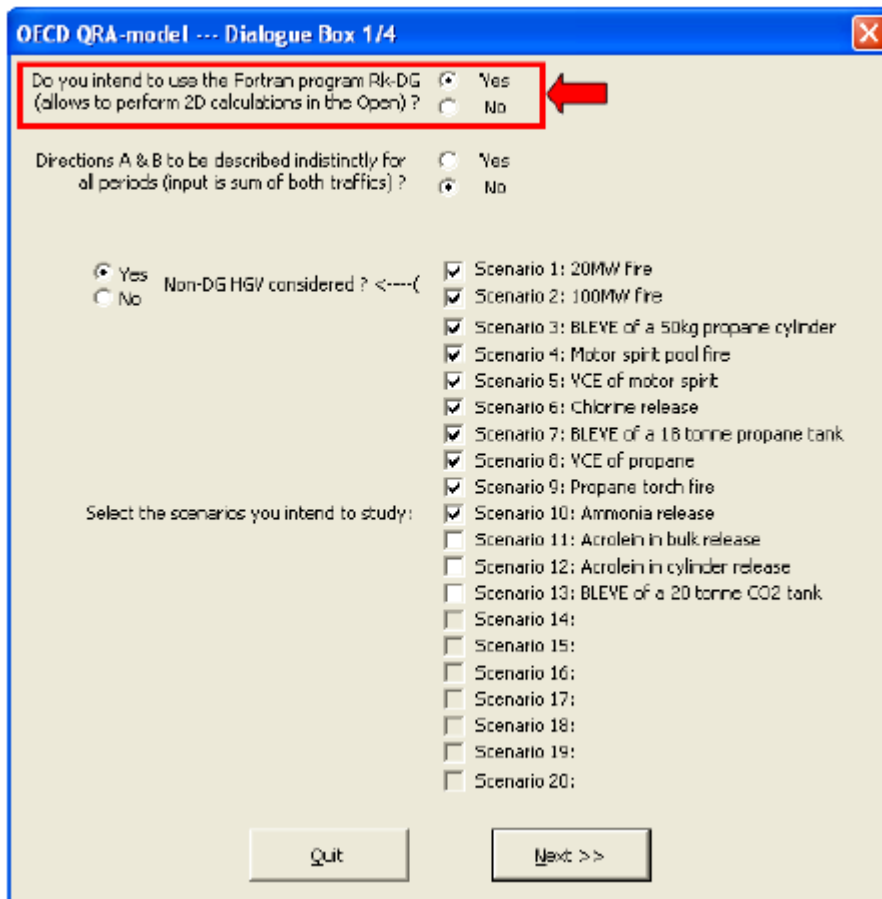 OECD QRA-model --- Dialogue Box 1/4
Do you intend to use the Fortran program Rk-DG
(allows to perform 2D calculations in the Open) ?
Yes
No
Directions A & B to be described indistinctly for
all periods (input is sum of both traffics) ?
Yes
No
Yes
No
Non-DG HGV considered ? <----(
Scenario 1: 20MW fire
Scenario 2: 100MW fire
Scenario 3: BLEVE of a 50kg propane cylinder
Scenario 4: Motor spirit pool fire
Scenario 5: VCE of motor spirit
Scenario 6: Chlorine release
Scenario 7: BLEVE of a 18 tonne propane tank
Scenario 8: VCE of propane
Scenario 9: Propane torch fire
Select the scenarios you intend to study:
Scenario 10: Ammonia release
Scenario 11: Acrolein in bulk release
Scenario 12: Acrolein in cylinder release
Scenario 13: BLEVE of a 20 tonne CO2 tank
Scenario 14:
Scenario 15:
Scenario 16:
Scenario 17:
Scenario 18:
Scenario 19:
Scenario 20:
Quit
Next >>